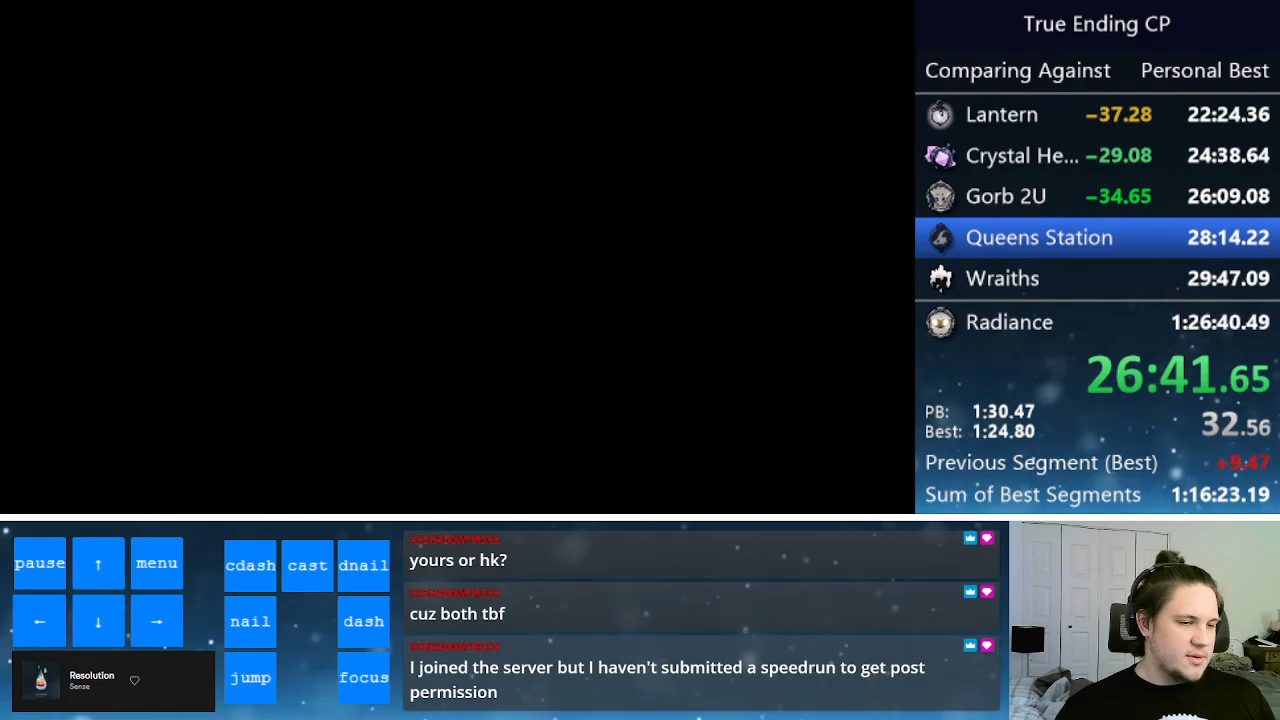 True Ending CP
Comparing Against Personal Best
Lantern −37.28 22:24.36
Crystal He... −29.08 24:38.64
Gorb 2U −34.65 26:09.08
Queens Station 28:14.22
Wraiths 29:47.09
Radiance 1:26:40.49
26:41.65
PB: 1:30.47
Best: 1:24.80
32.56
Previous Segment (Best) +9.47
Sum of Best Segments 1:16:23.19
pause ↑ menu
← ↓ →
cdash cast dnail
nail dash
jump focus
Resolution
Sense
yours or hk?
cuz both tbf
I joined the server but I haven't submitted a speedrun to get post
permission